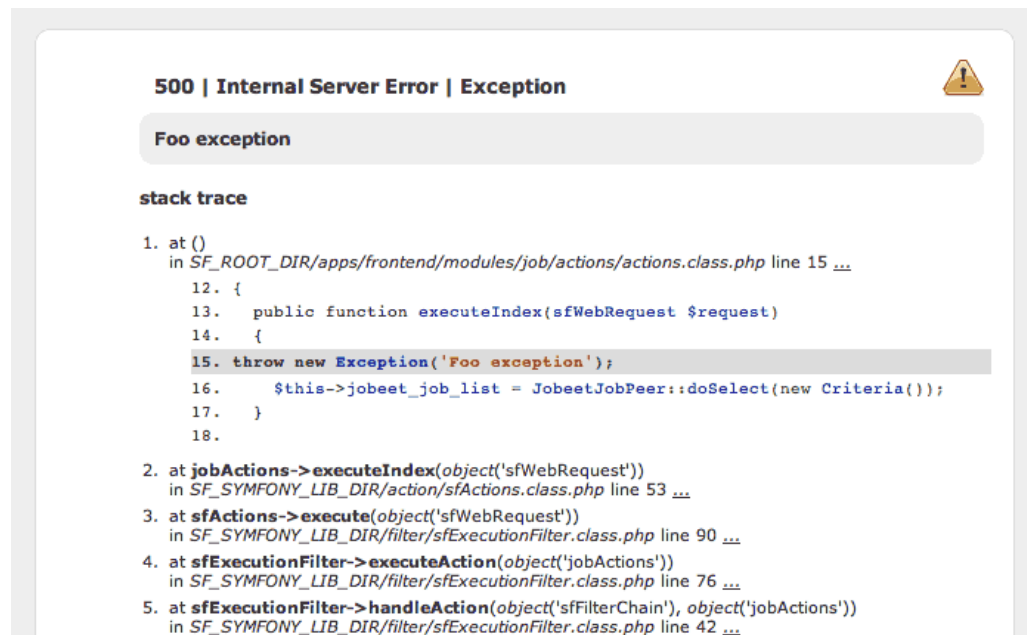 500 | Internal Server Error | Exception
Foo exception
stack trace
1. at ()
in SF_ROOT_DIR/apps/frontend/modules/job/actions/actions.class.php line 15 ...
12. {
13.   public function executeIndex(sfWebRequest $request)
14.   {
15. throw new Exception('Foo exception');
16.     $this->jobeet_job_list = JobeetJobPeer::doSelect(new Criteria());
17.   }
18.
2. at jobActions->executeIndex(object('sfWebRequest'))
in SF_SYMFONY_LIB_DIR/action/sfActions.class.php line 53 ...
3. at sfActions->execute(object('sfWebRequest'))
in SF_SYMFONY_LIB_DIR/filter/sfExecutionFilter.class.php line 90 ...
4. at sfExecutionFilter->executeAction(object('jobActions'))
in SF_SYMFONY_LIB_DIR/filter/sfExecutionFilter.class.php line 76 ...
5. at sfExecutionFilter->handleAction(object('sfFilterChain'), object('jobActions'))
in SF_SYMFONY_LIB_DIR/filter/sfExecutionFilter.class.php line 42 ...